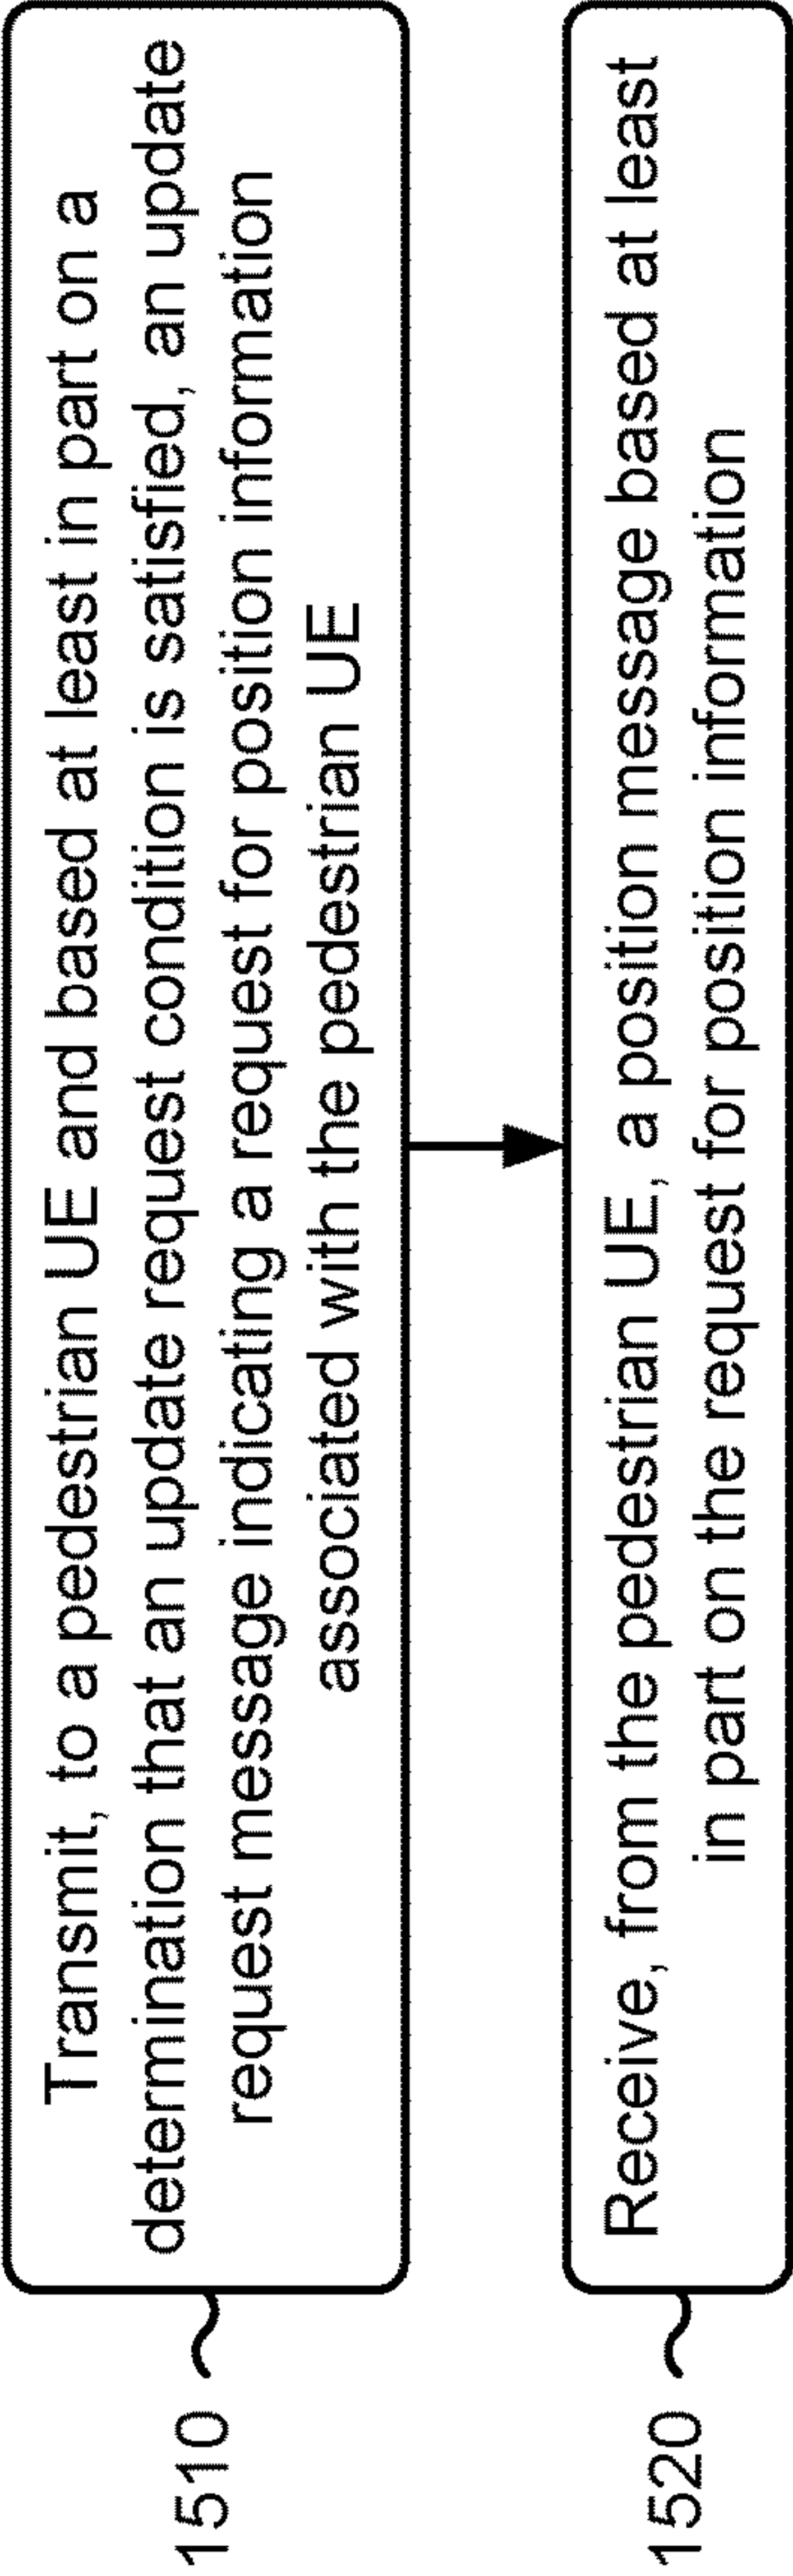 1510
Transmit, to a pedestrian UE and based at least in part on a
determination that an update request condition is satisfied, an update
request message indicating a request for position information
associated with the pedestrian UE
1520
Receive, from the pedestrian UE, a position message based at least
in part on the request for position information